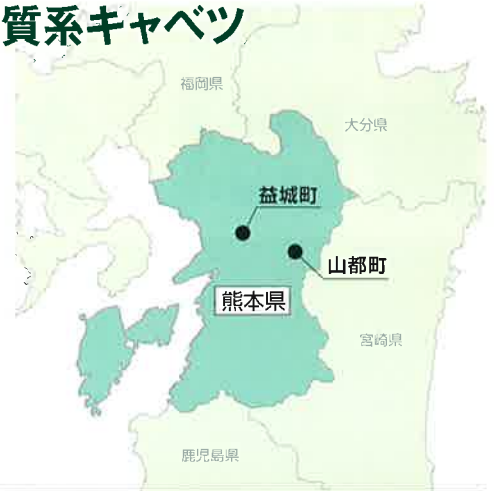 質系キャベツ
福岡県
大分県
益城町
山都町
熊本県
宮崎県
鹿児島県